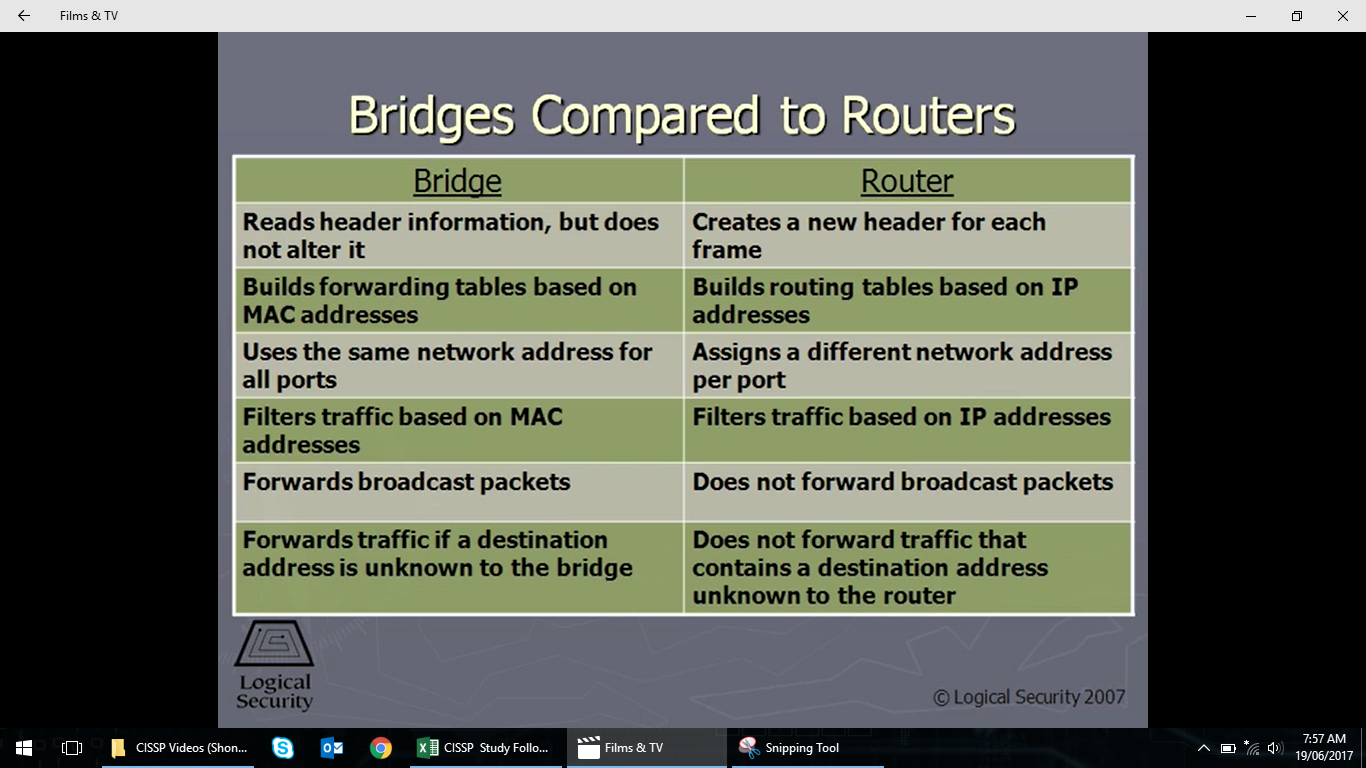 Films & TV
Bridges Compared to Routers
Bridge
Router
Reads header information, but does
not alter it
Creates a new header for each
frame
Builds forwarding tables based on
MAC addresses
Builds routing tables based on IP
addresses
Uses the same network address for
all ports
Assigns a different network address
per port
Filters traffic based on MAC
addresses
Filters traffic based on IP addresses
Forwards broadcast packets
Does not forward broadcast packets
Forwards traffic if a destination
address is unknown to the bridge
Does not forward traffic that
contains a destination address
unknown to the router
Logical
Security
© Logical Security 2007
CISSP Videos (Shon...
CISSP Study Follo...
Films & TV
Snipping Tool
7:57 AM
19/06/2017